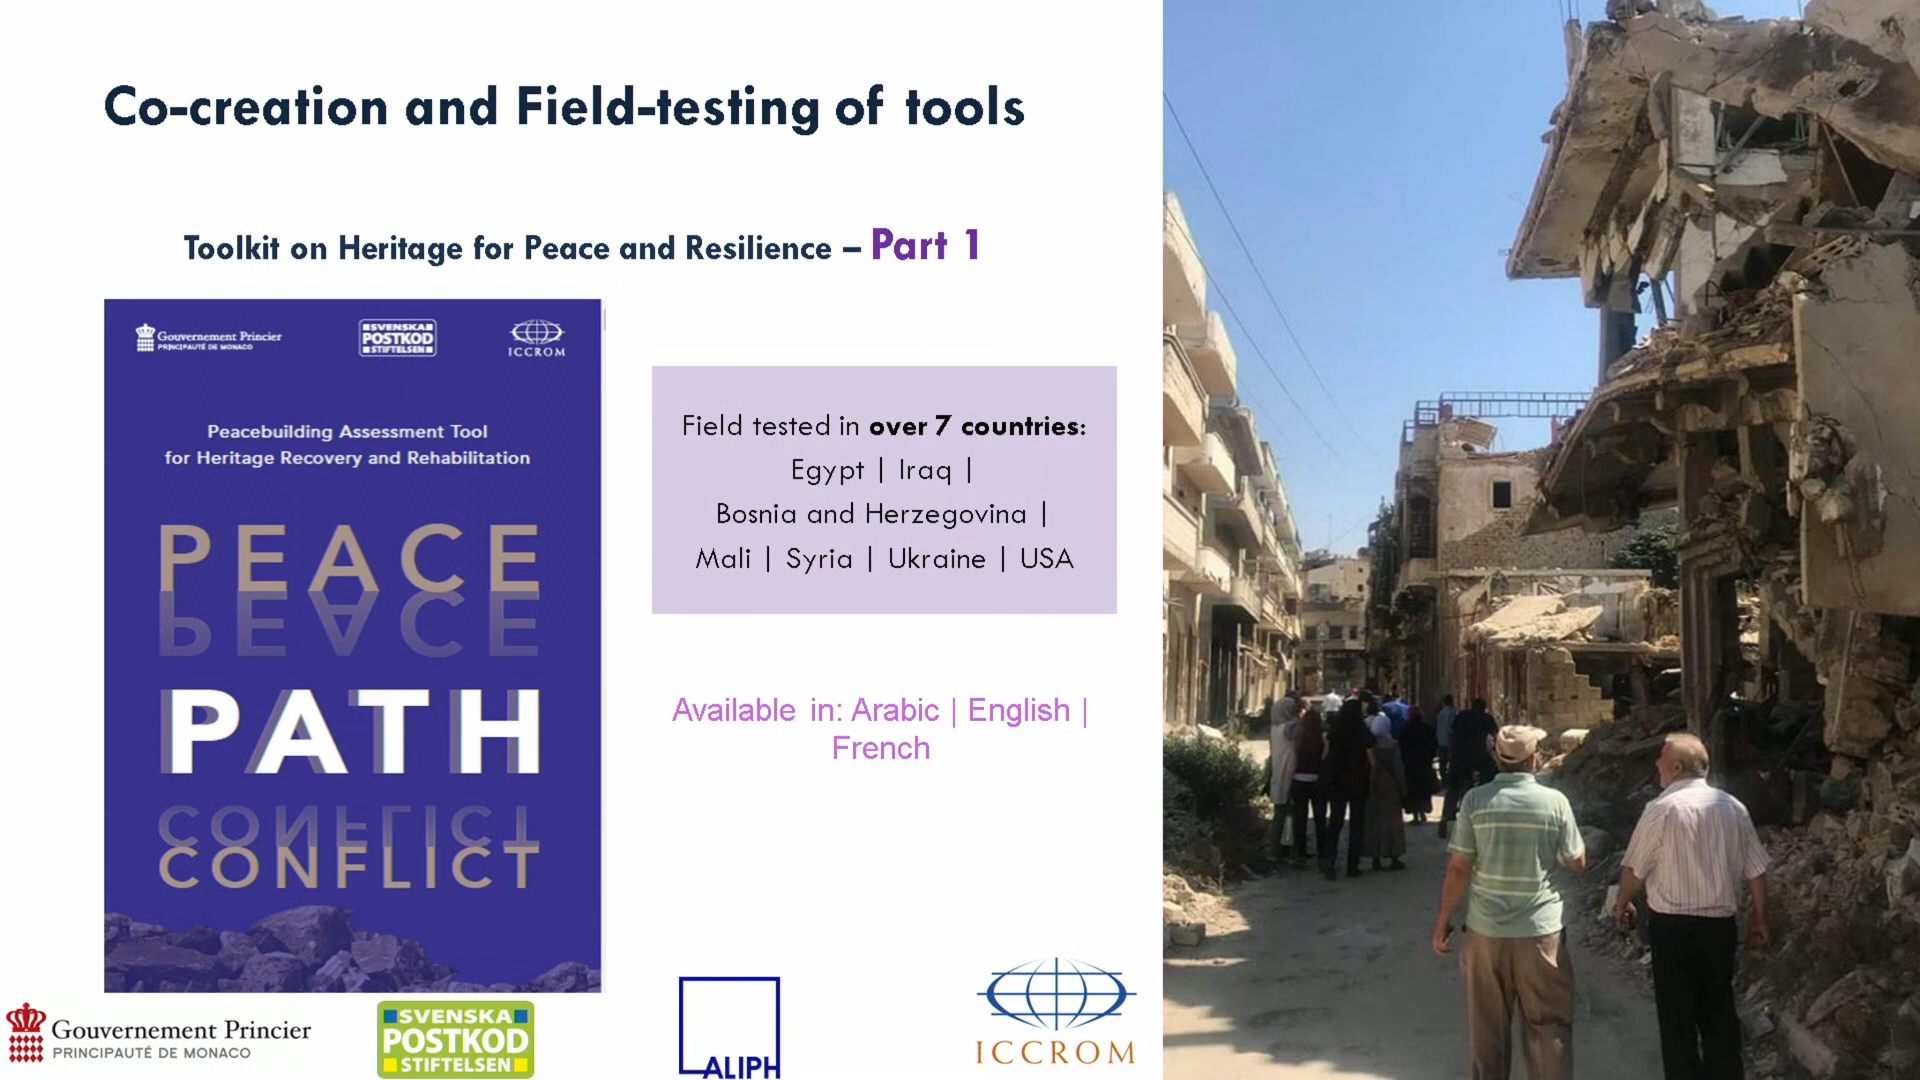 Co-creation and Field-testing of tools
Toolkit on Heritage for Peace and Resilience – Part 1
Gouvernement Princier
PRINCIPAUTÉ DE MONACO
SVENSKA
POSTKOD
STIFTELSEN
ICCROM
Peacebuilding Assessment Tool
for Heritage Recovery and Rehabilitation
PEACE
PEACE
PATH
CONFLICT
CONFLICT
Field tested in over 7 countries:
Egypt | Iraq |
Bosnia and Herzegovina |
Mali | Syria | Ukraine | USA
Available in: Arabic | English |
French
Gouvernement Princier
PRINCIPAUTÉ DE MONACO
SVENSKA
POSTKOD
STIFTELSEN
ALIPH
ICCROM